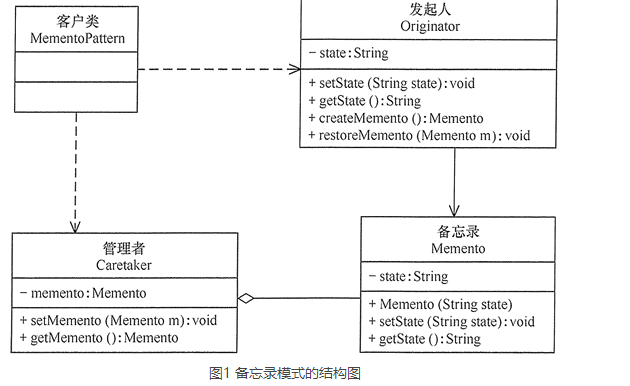 客户类
MementoPattern
发起人
Originator
− state:String
+ setState (String state):void
+ getState ():String
+ createMemento ():Memento
+ restoreMemento (Memento m):void
管理者
Caretaker
− memento:Memento
+ setMemento (Memento m):void
+ getMemento ():Memento
备忘录
Memento
− state:String
+ Memento (String state)
+ setState (String state):void
+ getState ():String
图1 备忘录模式的结构图